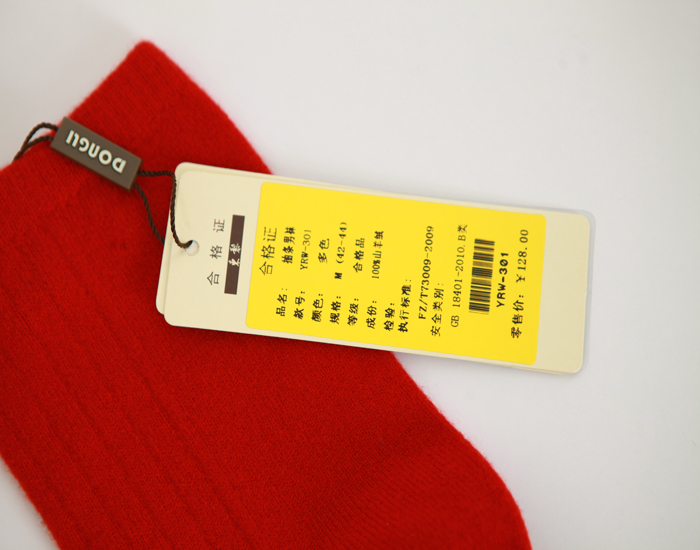 DONGLI
合格证
合格证
品名：抽条男袜
款号：YRW-301
颜色：多色
规格：M (42-44)
等级：合格品
成份：100%山羊绒
检验：
执行标准：
FZ/T73009-2009
安全类别：
GB 18401-2010.B类
YRW-301
零售价：￥128.00